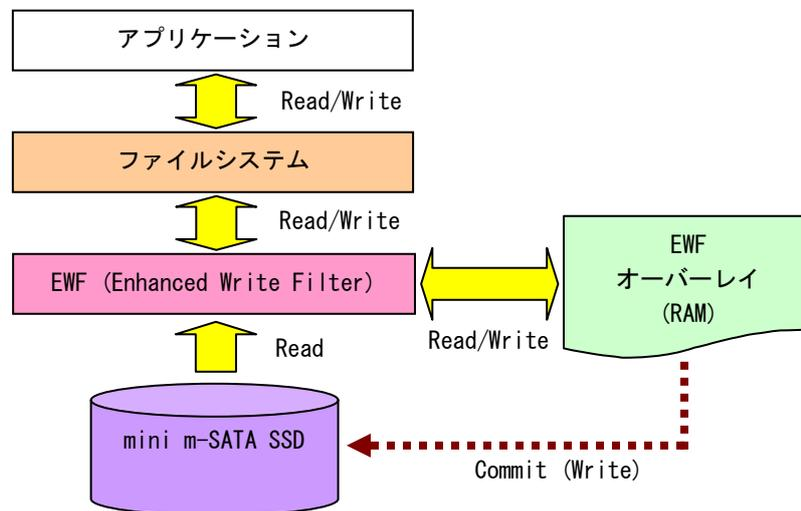 アプリケーション
Read/Write
ファイルシステム
Read/Write
EWF (Enhanced Write Filter)
EWF
オーバーレイ
(RAM)
Read/Write
Read
mini m-SATA SSD
Commit (Write)